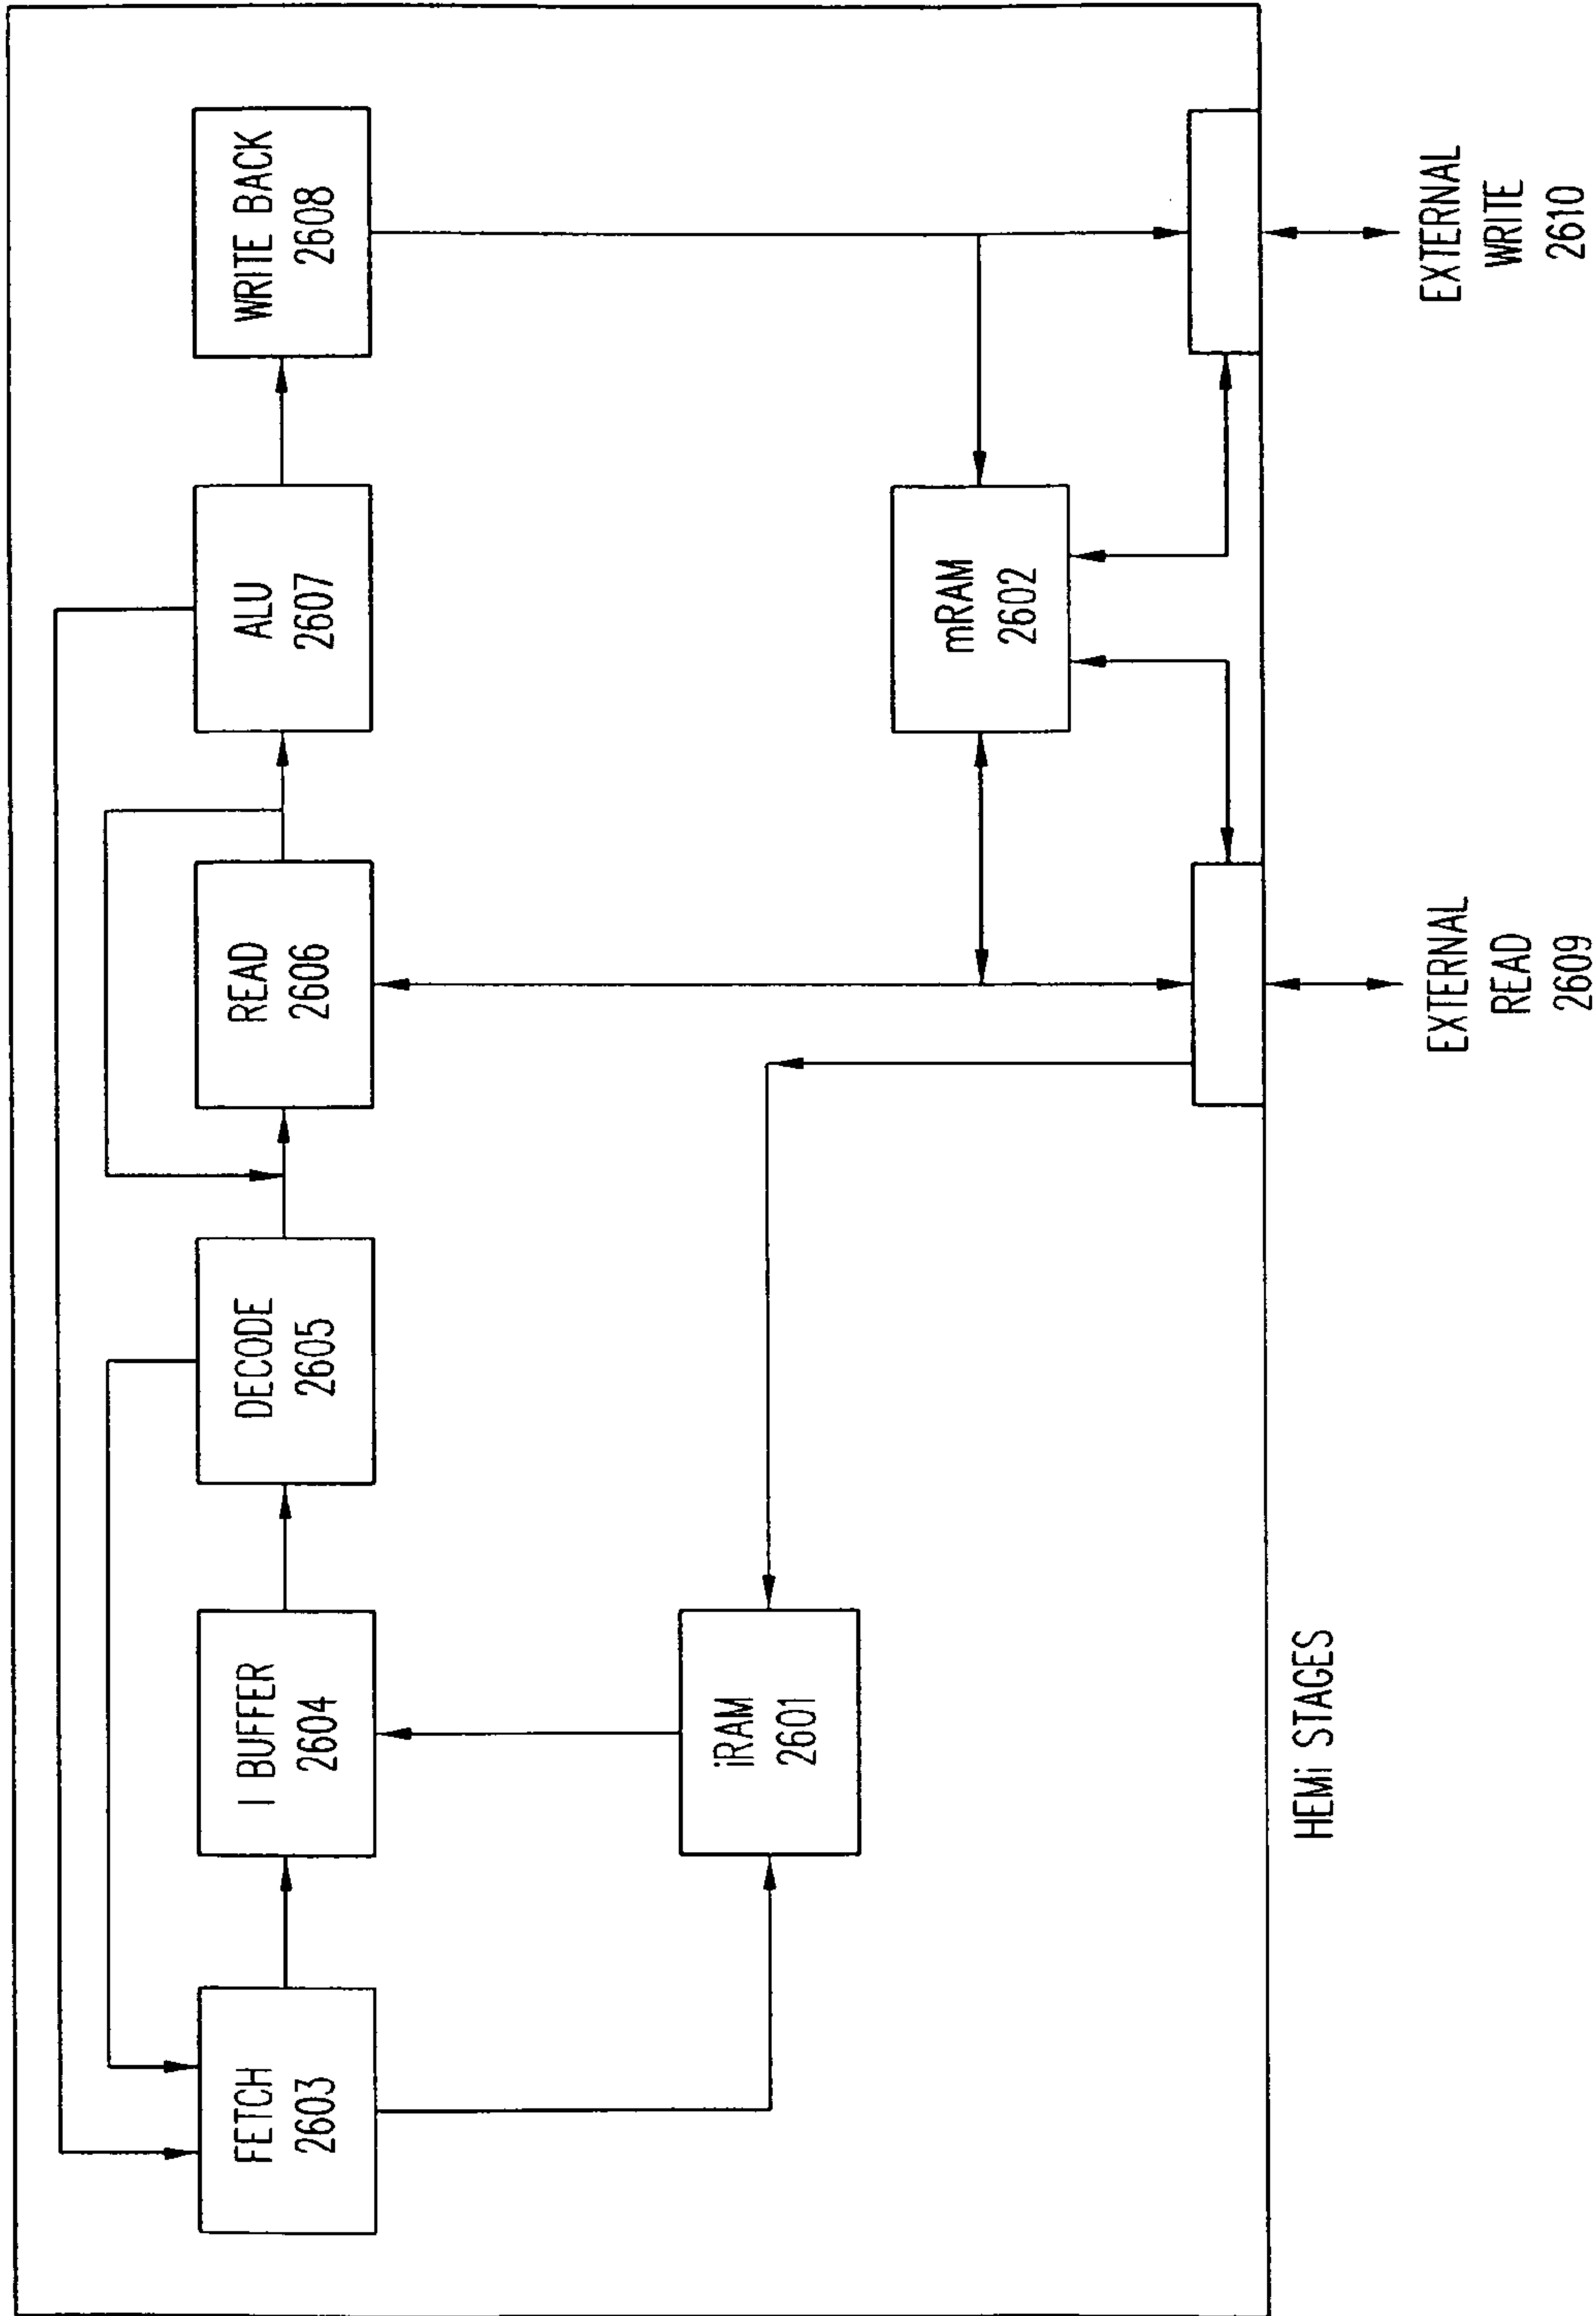 FETCH
2603
I BUFFER
2604
DECODE
2605
READ
2606
ALU
2607
WRITE BACK
2608
iRAM
2601
mRAM
2602
HEMi STAGES
EXTERNAL
READ
2609
EXTERNAL
WRITE
2610